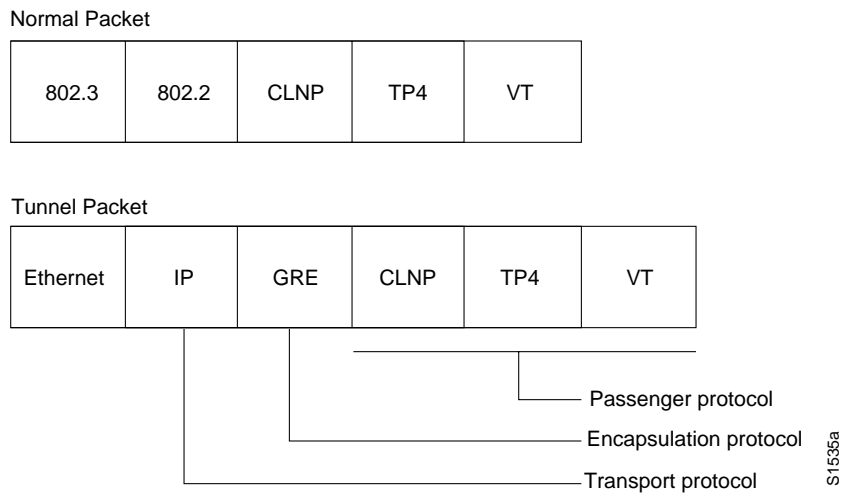 Normal Packet
802.3 802.2 CLNP TP4 VT
Tunnel Packet
Ethernet IP GRE CLNP TP4 VT
Passenger protocol
Encapsulation protocol
Transport protocol
S1535a